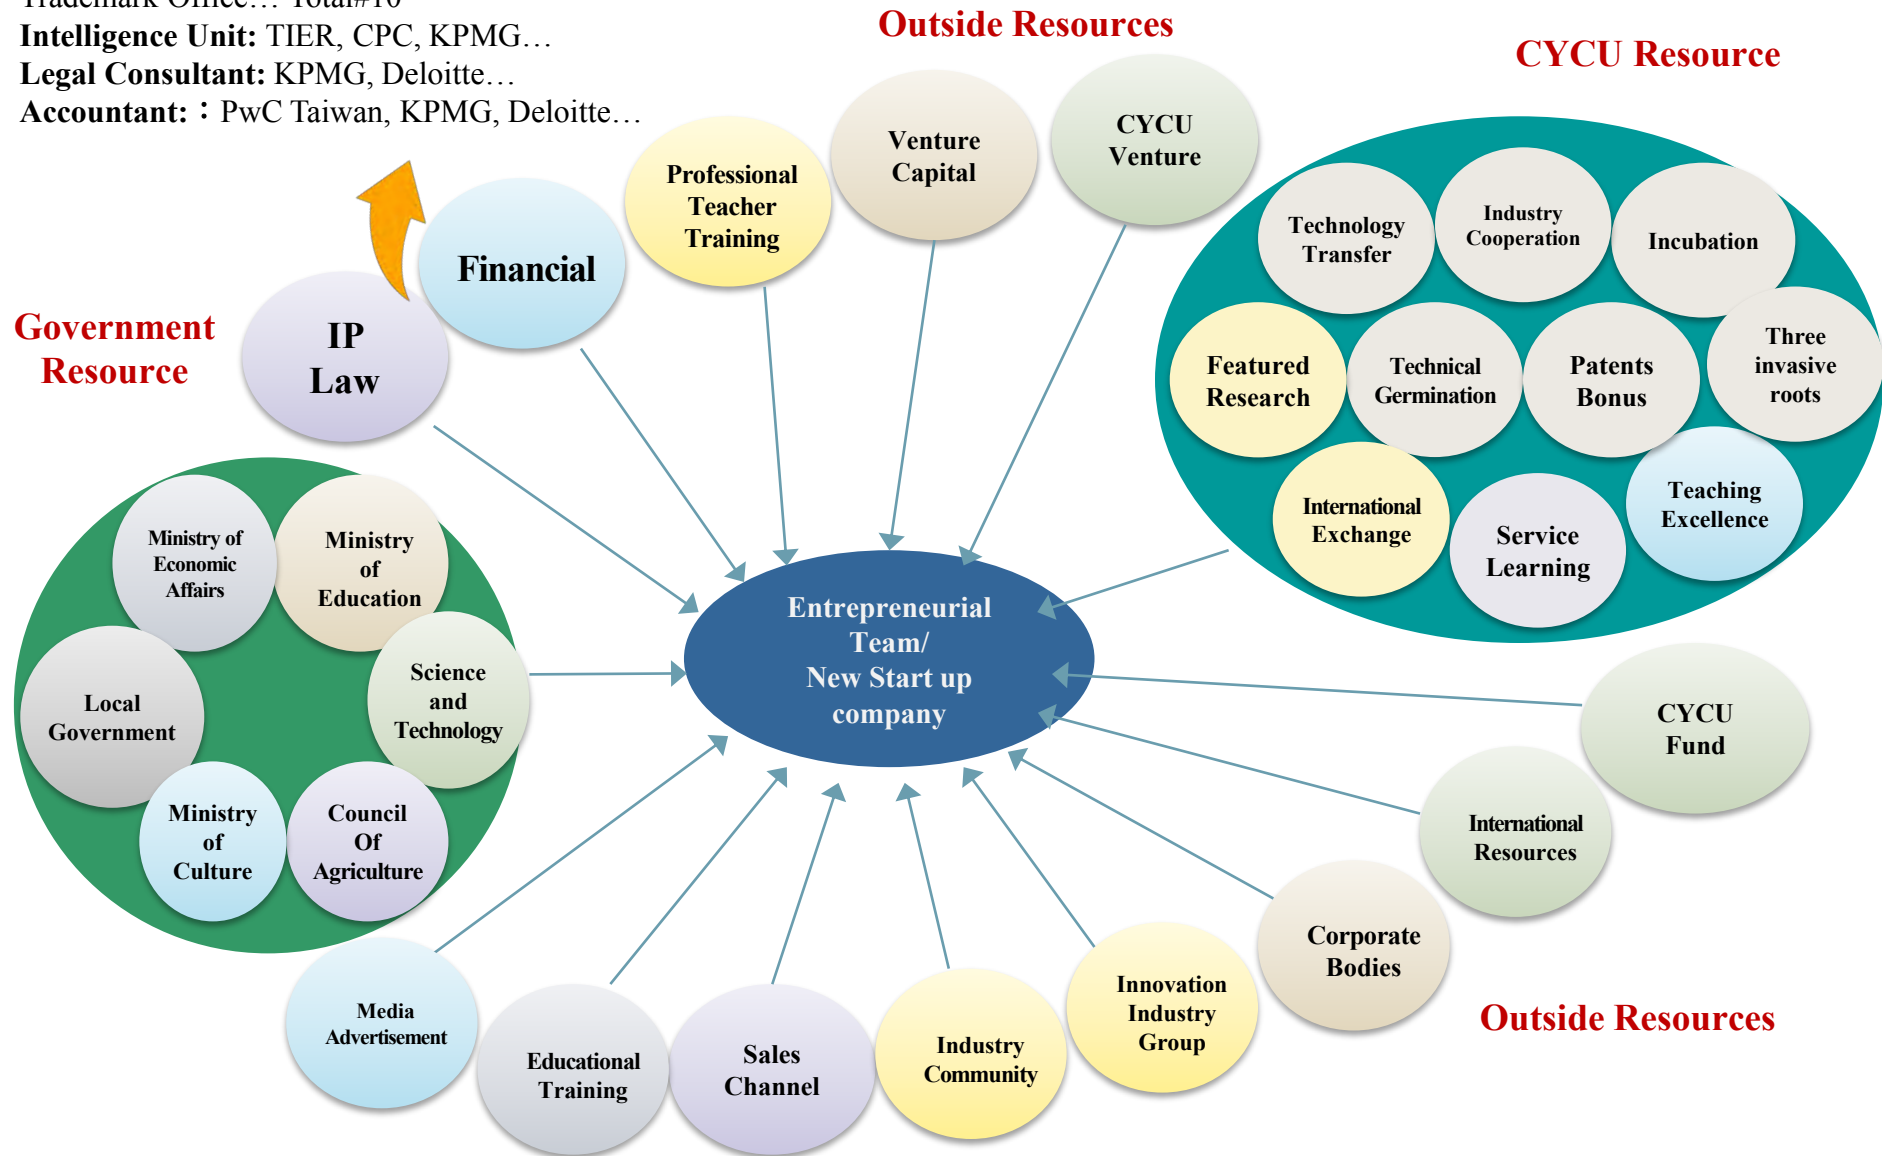 Trademark Office… Total#10
Intelligence Unit: TIER, CPC, KPMG…
Legal Consultant: KPMG, Deloitte…
Accountant:：PwC Taiwan, KPMG, Deloitte…
Outside Resources
CYCU Resource
Government
Resource
IP
Law
Financial
Professional
Teacher
Training
Venture
Capital
CYCU
Venture
Technology
Transfer
Industry
Cooperation
Incubation
Featured
Research
Technical
Germination
Patents
Bonus
Three
invasive
roots
International
Exchange
Service
Learning
Teaching
Excellence
Ministry of
Economic
Affairs
Ministry
of
Education
Local
Government
Science
and
Technology
Ministry
of
Culture
Council
Of
Agriculture
Entrepreneurial
Team/
New Start up
company
CYCU
Fund
International
Resources
Corporate
Bodies
Innovation
Industry
Group
Industry
Community
Sales
Channel
Educational
Training
Media
Advertisement
Outside Resources